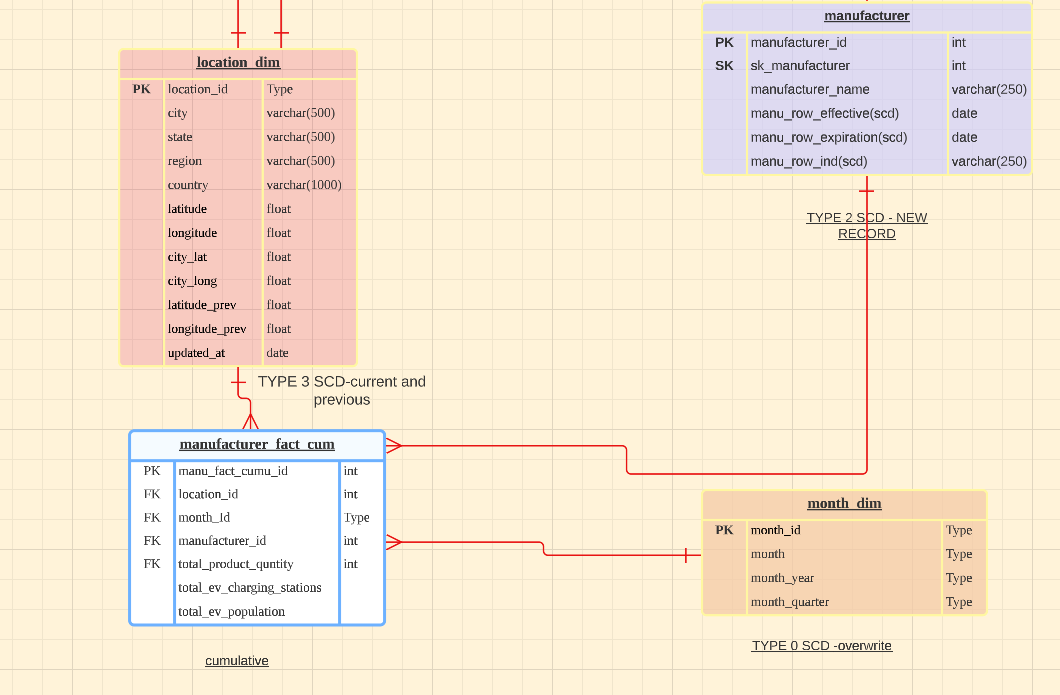 location_dim
PK location_id Type
city varchar(500)
state varchar(500)
region varchar(500)
country varchar(1000)
latitude float
longitude float
city_lat float
city_long float
latitude_prev float
longitude_prev float
updated_at date
TYPE 3 SCD-current and
previous
manufacturer
PK manufacturer_id int
SK sk_manufacturer int
manufacturer_name varchar(250)
manu_row_effective(scd) date
manu_row_expiration(scd) date
manu_row_ind(scd) varchar(250)
TYPE 2 SCD - NEW
RECORD
manufacturer_fact_cum
PK manu_fact_cumu_id int
FK location_id int
FK month_Id Type
FK manufacturer_id int
FK total_product_quntity int
total_ev_charging_stations
total_ev_population
cumulative
month_dim
PK month_id Type
month Type
month_year Type
month_quarter Type
TYPE 0 SCD -overwrite